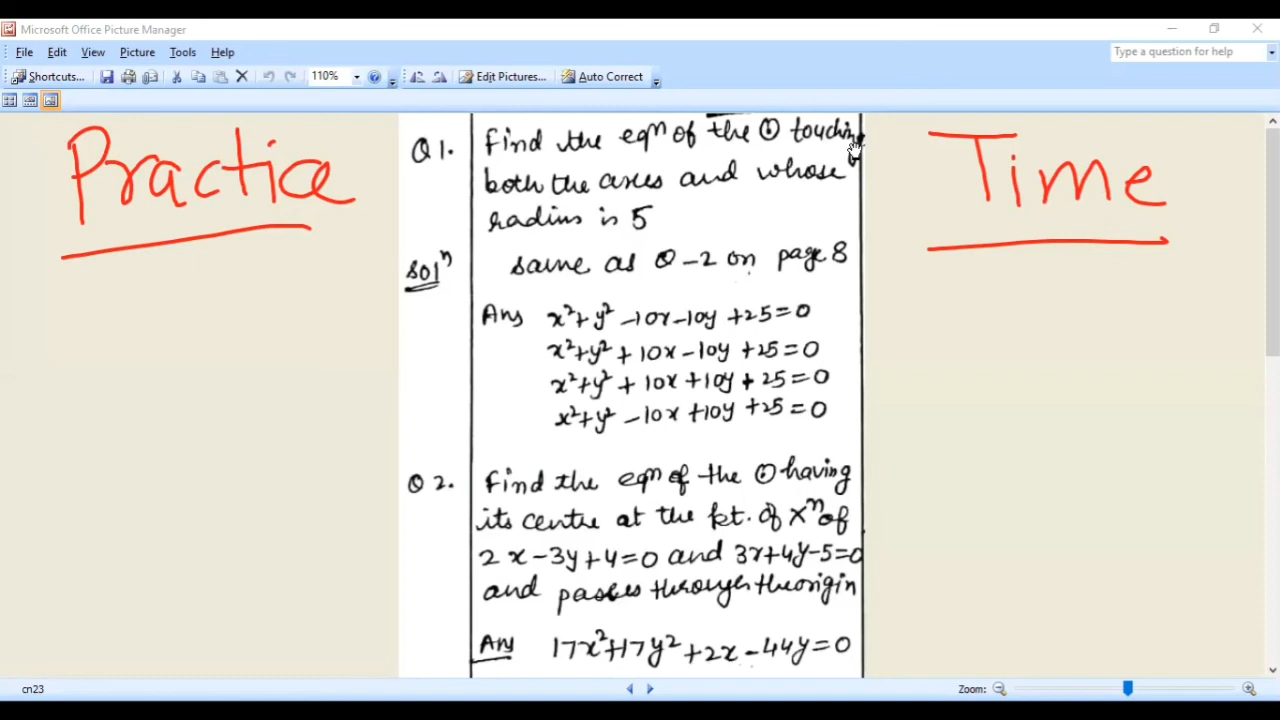 Microsoft Office Picture Manager
File Edit View Picture Tools Help
Type a question for help
Shortcuts... 110% Edit Pictures... Auto Correct
Practice
Time
Q 1. Find the eqn of the ⊙ touching
both the axes and whose
radius is 5
Solⁿ same as Q-2 on page 8
Ans x²+y²-10x-10y+25=0
x²+y²+10x-10y+25=0
x²+y²+10x+10y+25=0
x²+y²-10x+10y+25=0
Q 2. Find the eqn of the ⊙ having
its centre at the pt. of Xⁿ of
2x-3y+4=0 and 3x+4y-5=0
and passes through the origin
Ans 17x²+17y²+2x-44y=0
cn23
Zoom: